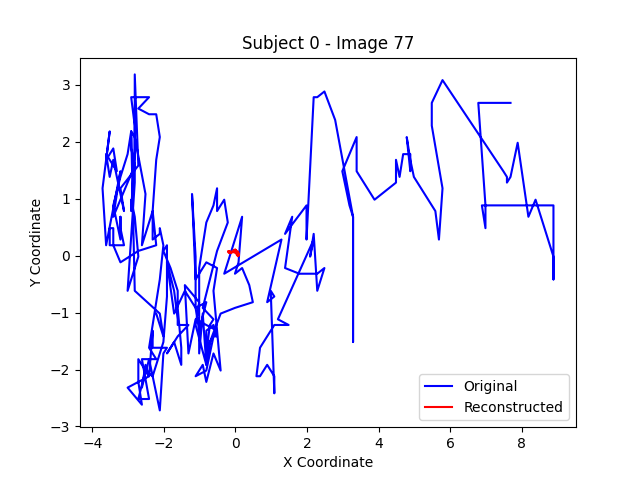 Subject 0 - Image 77
Y Coordinate
3
2
1
0
−1
−2
−3
−4
−2
0
2
4
6
8
X Coordinate
Original
Reconstructed